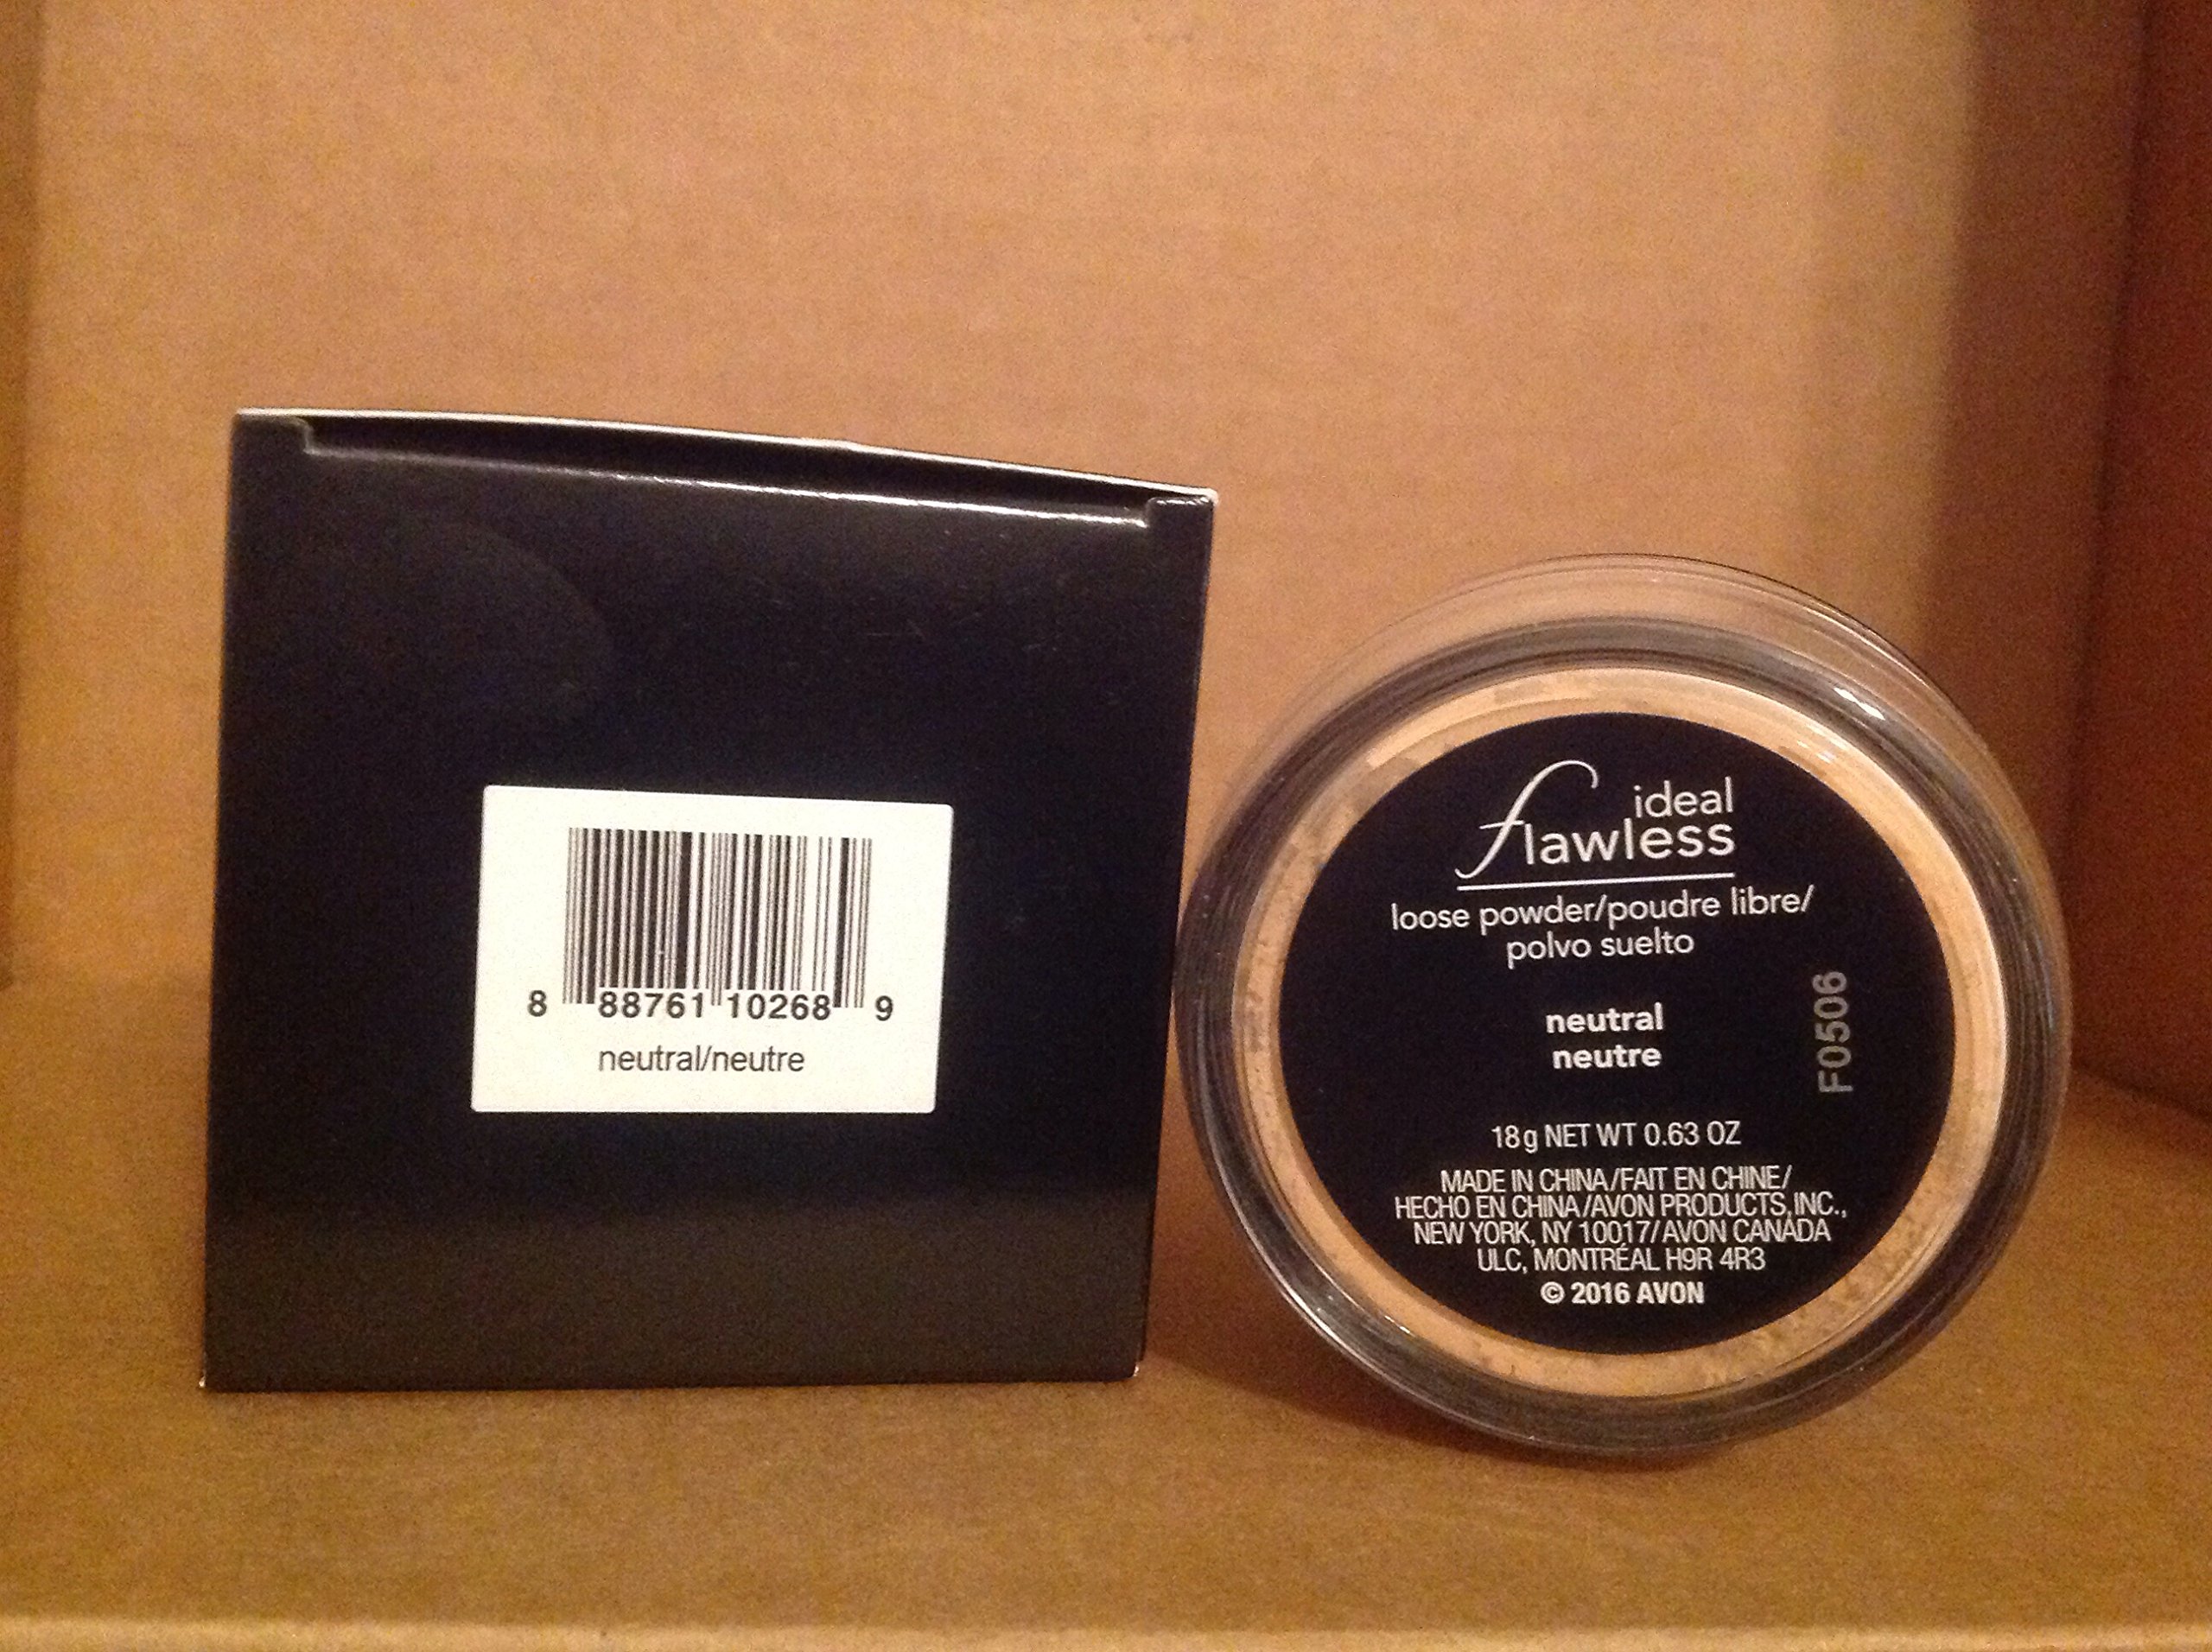 8 88761 10268 9
neutral/neutre
ideal
flawless
loose powder/poudre libre/
polvo suelto
neutral
neutre
F0506
18g NET WT 0.63 OZ
MADE IN CHINA/FAIT EN CHINE/
HECHO EN CHINA/AVON PRODUCTS, INC.,
NEW YORK, NY 10017/AVON CANADA
ULC, MONTRÉAL H9R 4R3
© 2016 AVON